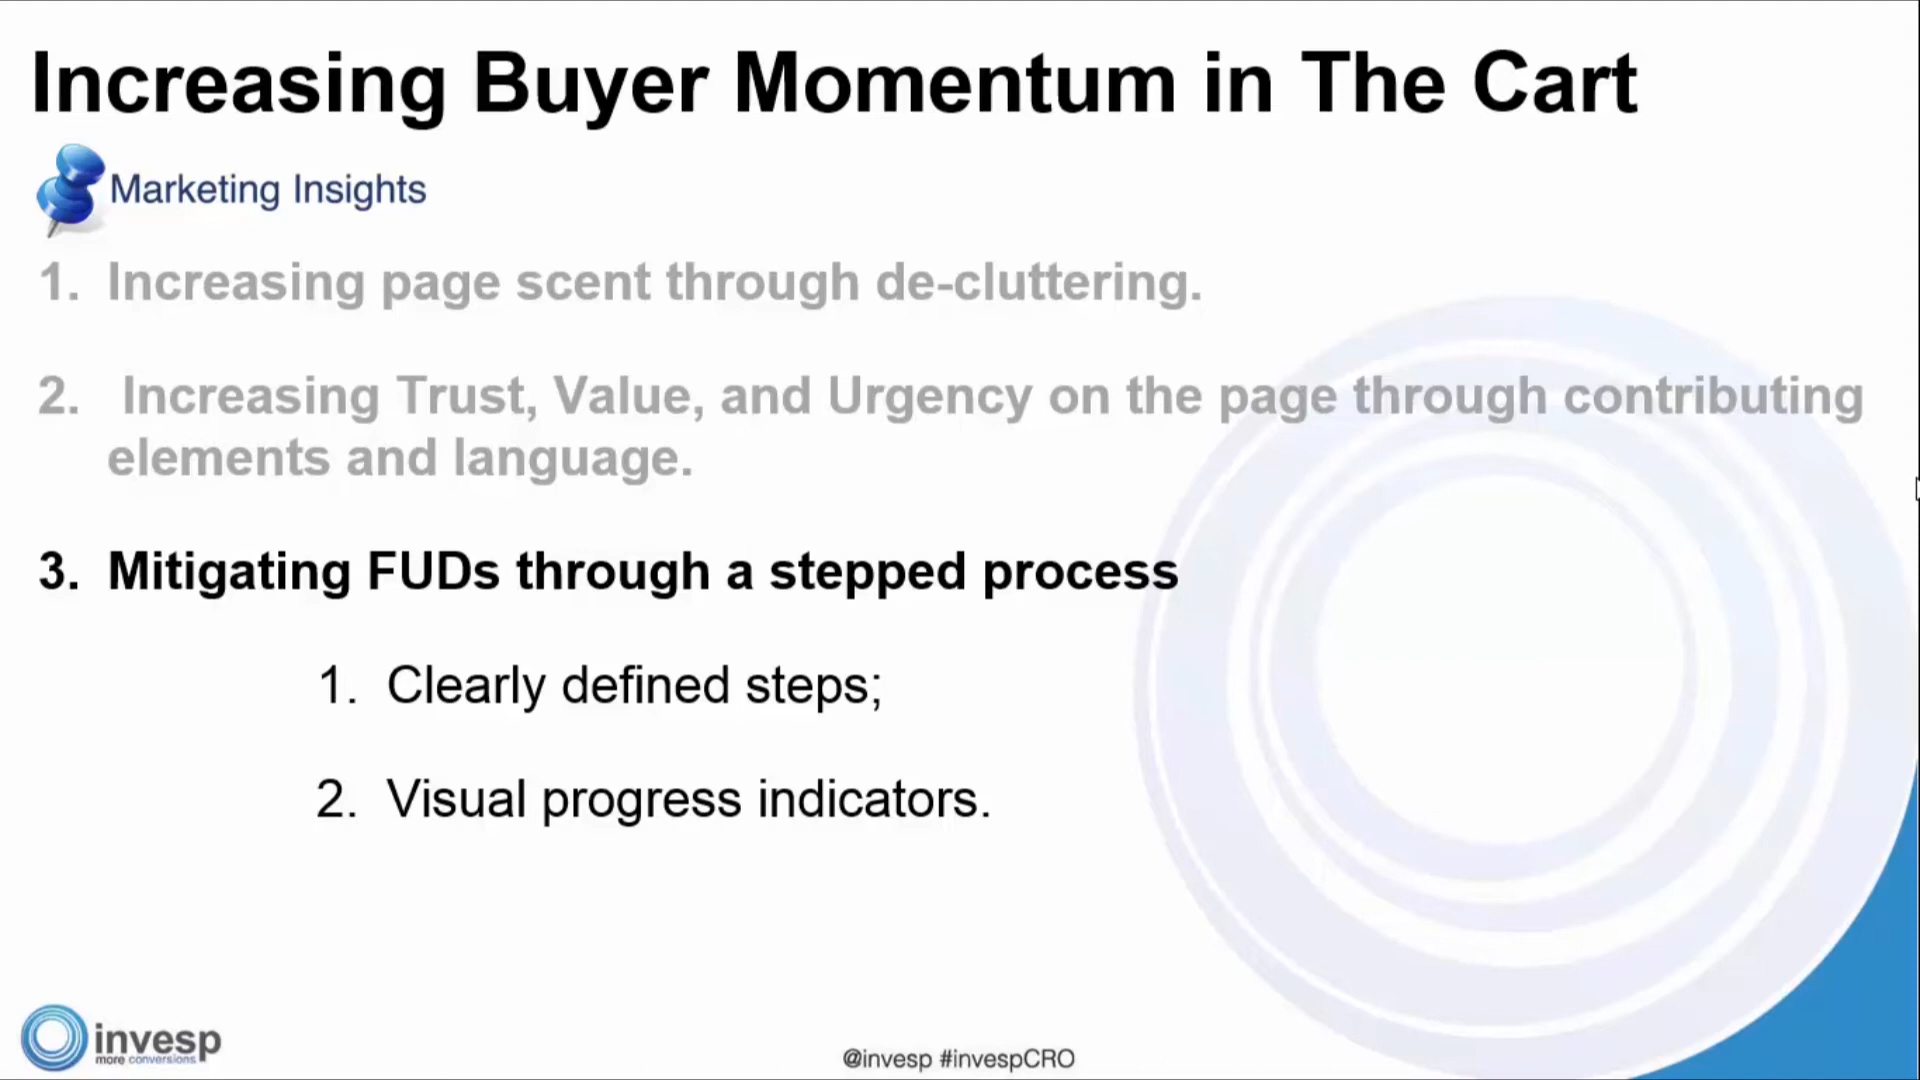 Increasing Buyer Momentum in The Cart
Marketing Insights
1. Increasing page scent through de-cluttering.
2. Increasing Trust, Value, and Urgency on the page through contributing
elements and language.
3. Mitigating FUDs through a stepped process
1. Clearly defined steps;
2. Visual progress indicators.
invesp
more conversions
@invesp #invespCRO